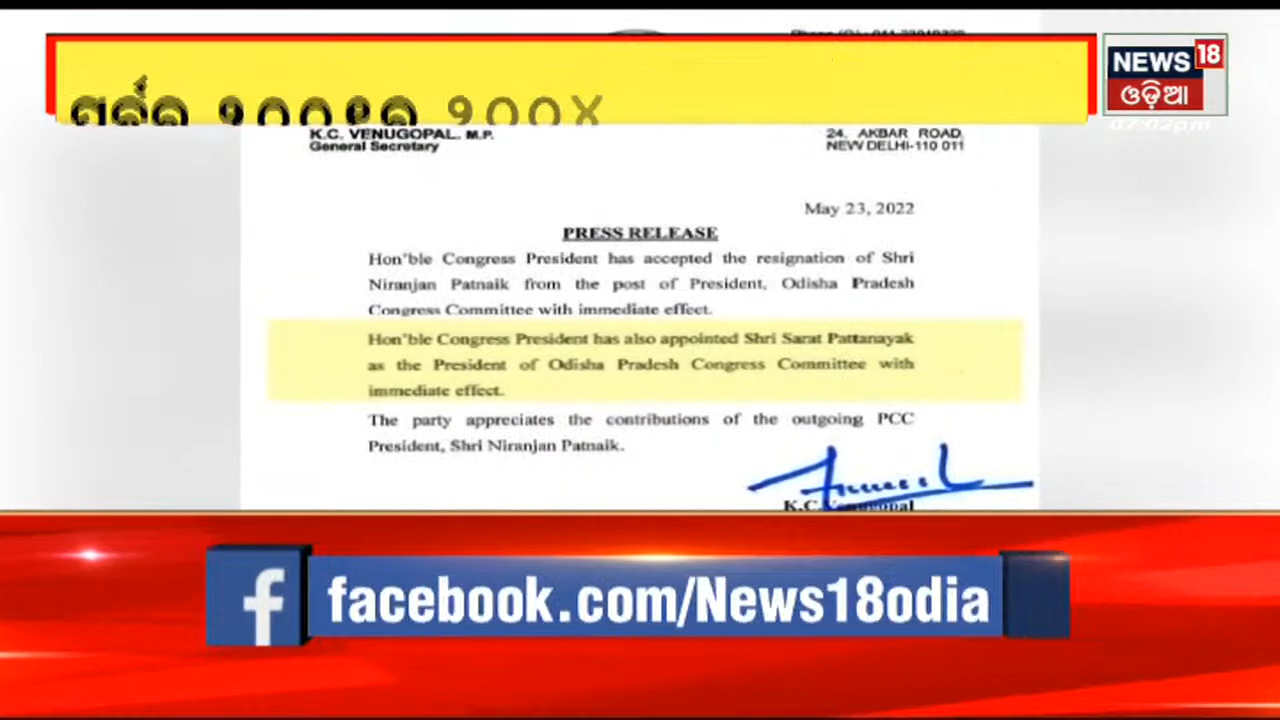 NEWS 18
ଓଡ଼ିଆ
02:02pm
K.C. VENUGOPAL, M.P.
General Secretary
24, AKBAR ROAD,
NEW DELHI-110 011
May 23, 2022
PRESS RELEASE
Hon'ble Congress President has accepted the resignation of Shri
Niranjan Patnaik from the post of President, Odisha Pradesh
Congress Committee with immediate effect.
Hon'ble Congress President has also appointed Shri Sarat Pattanayak
as the President of Odisha Pradesh Congress Committee with
immediate effect.
The party appreciates the contributions of the outgoing PCC
President, Shri Niranjan Patnaik.
K.C. Venugopal
facebook.com/News18odia